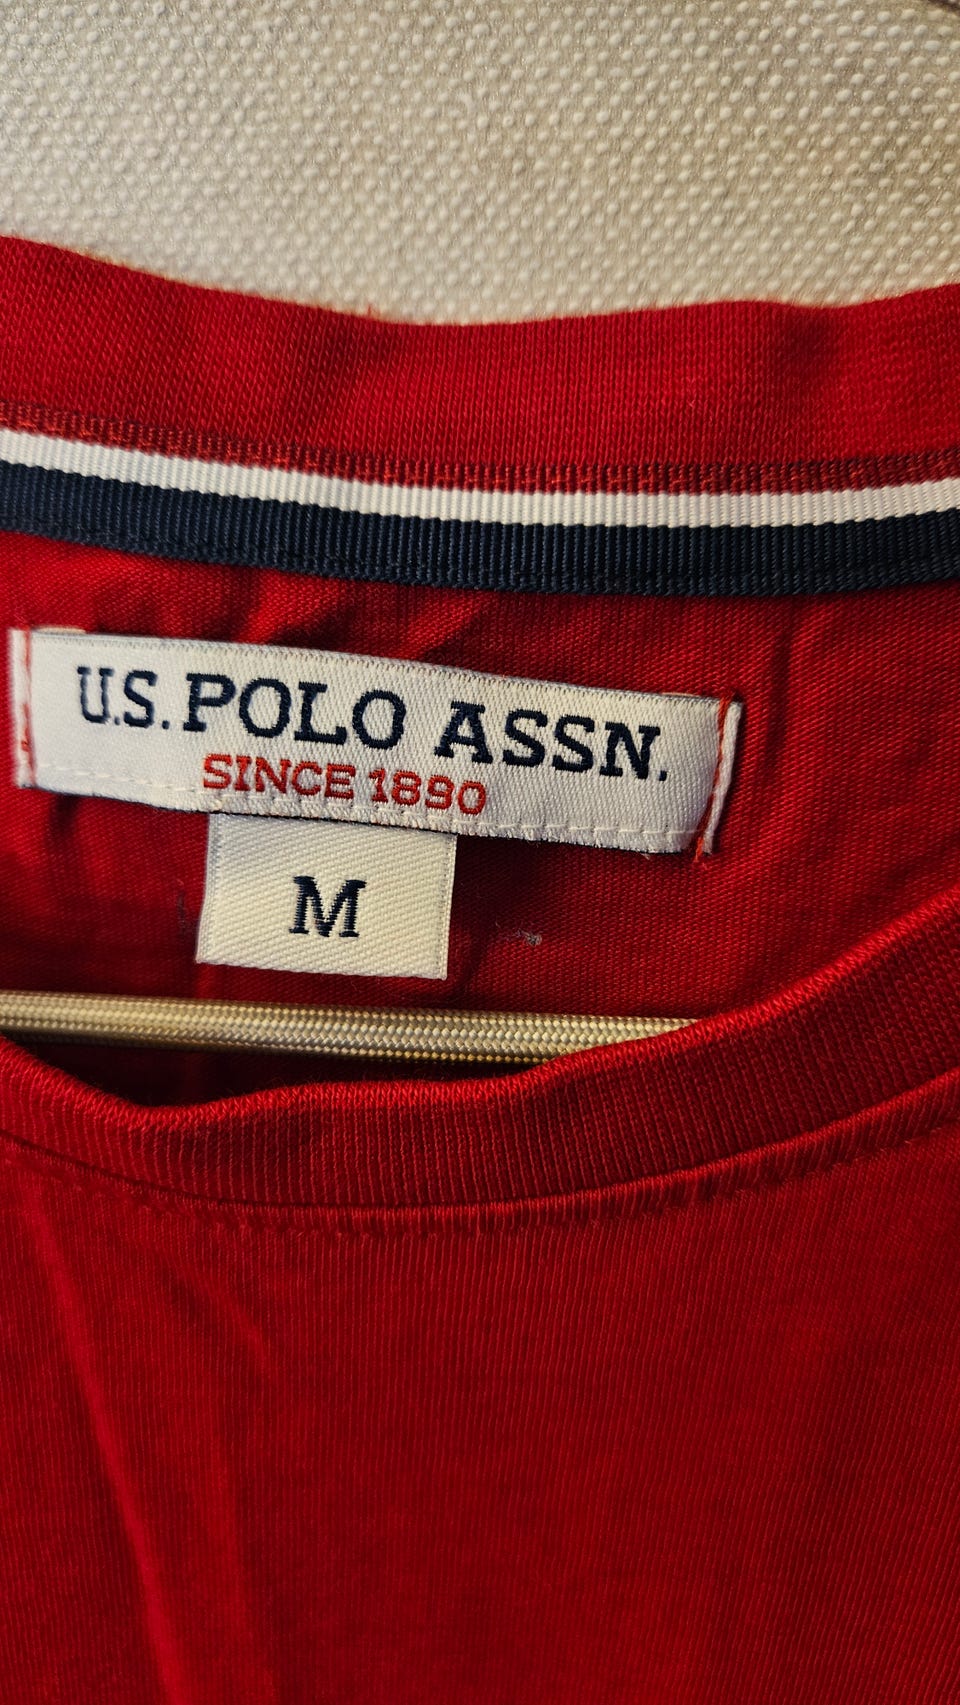 U.S. POLO ASSN.
SINCE 1890
M